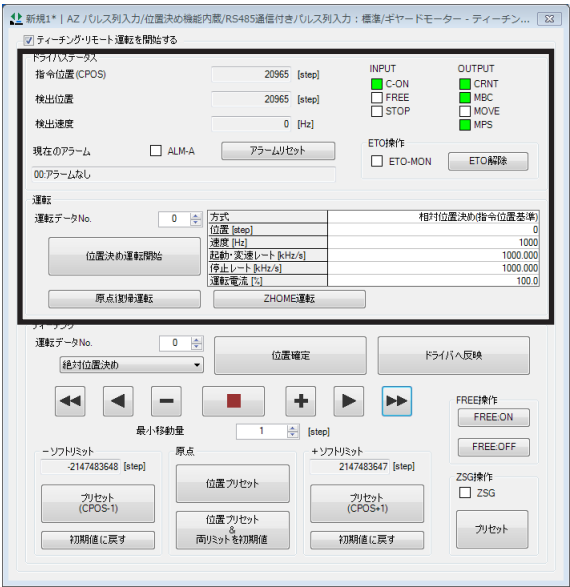 新規1* | AZ パルス列入力/位置決め機能内蔵/RS485通信付きパルス列入力 : 標準/ギヤードモーター - ティーチン...
ティーチング・リモート運転を開始する
ドライバステータス
指令位置(CPOS) 20965 [step]
検出位置 20965 [step]
検出速度 0 [Hz]
現在のアラーム ALM-A アラームリセット
00:アラームなし
INPUT
C-ON
FREE
STOP
OUTPUT
CRNT
MBC
MOVE
MPS
ETO操作
ETO-MON ETO解除
運転
運転データNo. 0
位置決め運転開始
方式 相対位置決め(指令位置基準)
位置 [step] 0
速度 [Hz] 1000
起動・変速レート [kHz/s] 1000.000
停止レート [kHz/s] 1000.000
運転電流 [%] 100.0
原点復帰運転 ZHOME運転
ティーチング
運転データNo. 0
絶対位置決め
位置確定
ドライバへ反映
最小移動量 1 [step]
FREE操作
FREE:ON
FREE:OFF
－ソフトリミット
-2147483648 [step]
プリセット
(CPOS-1)
初期値に戻す
原点
位置プリセット
位置プリセット
&
両リミットを初期値
＋ソフトリミット
2147483647 [step]
プリセット
(CPOS+1)
初期値に戻す
ZSG操作
ZSG
プリセット